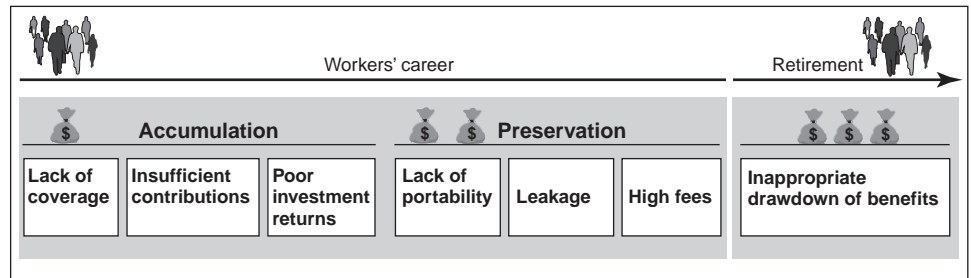 Workers’ career
Retirement
$
Accumulation
$ $
Preservation
$ $ $
Lack of
coverage
Insufficient
contributions
Poor
investment
returns
Lack of
portability
Leakage
High fees
Inappropriate
drawdown of benefits